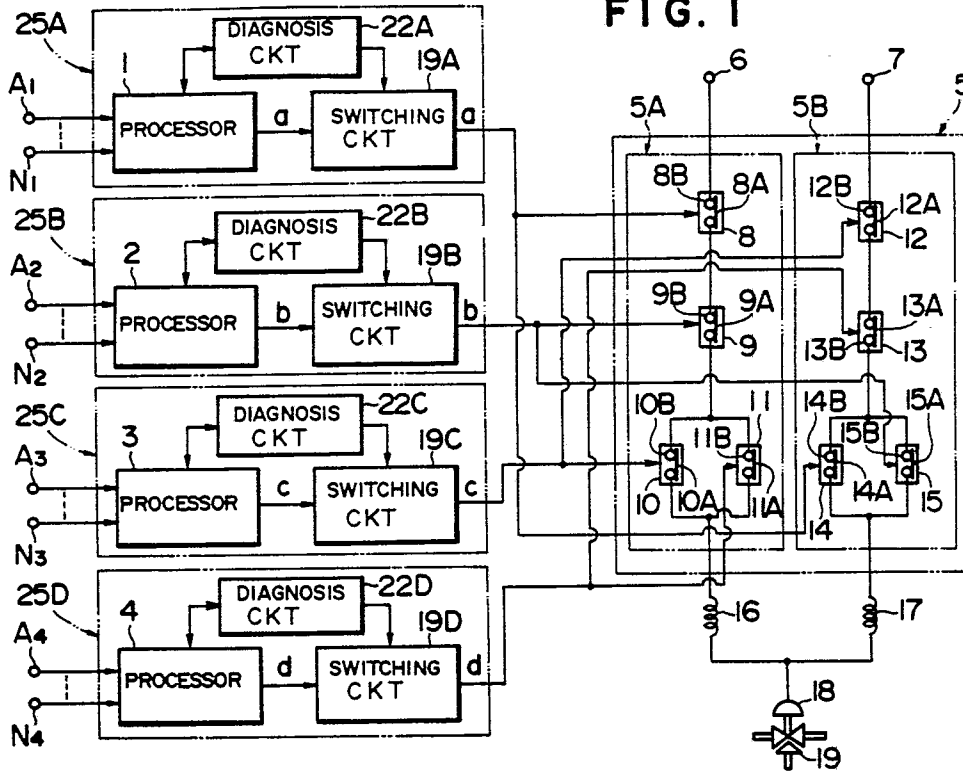 FIG. 1
25A
DIAGNOSIS
CKT
22A
19A
A1
N1
1
PROCESSOR
a
SWITCHING
CKT
a
25B
DIAGNOSIS
CKT
22B
19B
A2
N2
2
PROCESSOR
b
SWITCHING
CKT
b
25C
DIAGNOSIS
CKT
22C
19C
A3
N3
3
PROCESSOR
c
SWITCHING
CKT
c
25D
DIAGNOSIS
CKT
22D
19D
A4
N4
4
PROCESSOR
d
SWITCHING
CKT
d
6
7
5
5A
5B
8B
8A
8
12B
12A
12
9B
9A
9
13A
13B
13
10B
10
10A
11B
11
11A
14B
14
14A
15B
15A
15
16
17
18
19